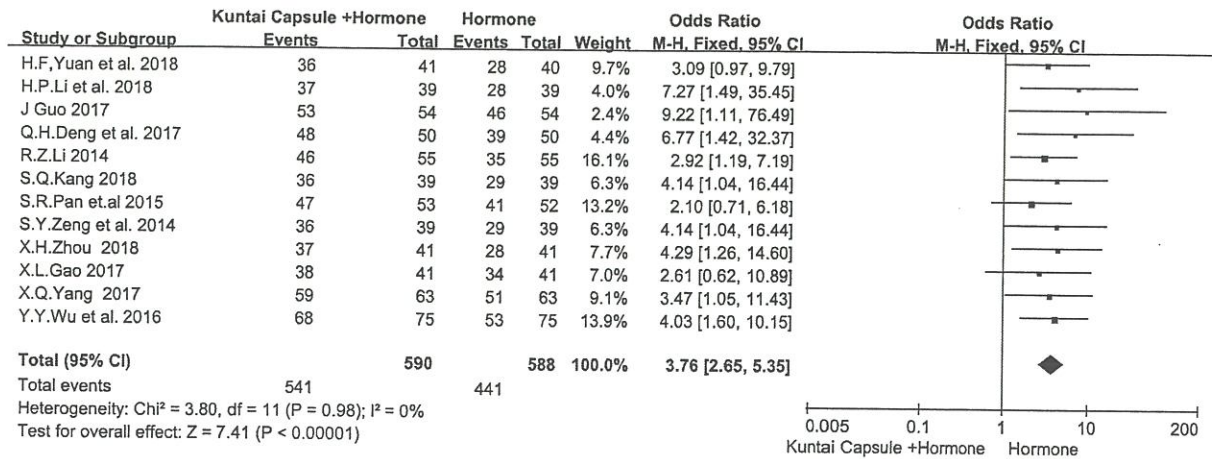 Kuntai Capsule +Hormone Hormone Odds Ratio Odds Ratio
Study or Subgroup Events Total Events Total Weight M-H, Fixed, 95% CI M-H, Fixed, 95% CI
H.F,Yuan et al. 2018 36 41 28 40 9.7% 3.09 [0.97, 9.79]
H.P.Li et al. 2018 37 39 28 39 4.0% 7.27 [1.49, 35.45]
J Guo 2017 53 54 46 54 2.4% 9.22 [1.11, 76.49]
Q.H.Deng et al. 2017 48 50 39 50 4.4% 6.77 [1.42, 32.37]
R.Z.Li 2014 46 55 35 55 16.1% 2.92 [1.19, 7.19]
S.Q.Kang 2018 36 39 29 39 6.3% 4.14 [1.04, 16.44]
S.R.Pan et.al 2015 47 53 41 52 13.2% 2.10 [0.71, 6.18]
S.Y.Zeng et al. 2014 36 39 29 39 6.3% 4.14 [1.04, 16.44]
X.H.Zhou 2018 37 41 28 41 7.7% 4.29 [1.26, 14.60]
X.L.Gao 2017 38 41 34 41 7.0% 2.61 [0.62, 10.89]
X.Q.Yang 2017 59 63 51 63 9.1% 3.47 [1.05, 11.43]
Y.Y.Wu et al. 2016 68 75 53 75 13.9% 4.03 [1.60, 10.15]
Total (95% CI) 590 588 100.0% 3.76 [2.65, 5.35]
Total events 541 441
Heterogeneity: Chi² = 3.80, df = 11 (P = 0.98); I² = 0%
Test for overall effect: Z = 7.41 (P < 0.00001)
0.005 0.1 1 10 200
Kuntai Capsule +Hormone Hormone